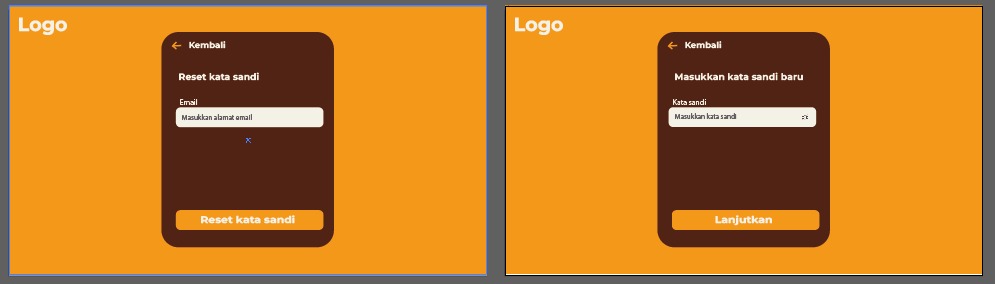 Logo
Kembali
Reset kata sandi
Email
Masukkan alamat email
Reset kata sandi
Logo
Kembali
Masukkan kata sandi baru
Kata sandi
Masukkan kata sandi
Lanjutkan